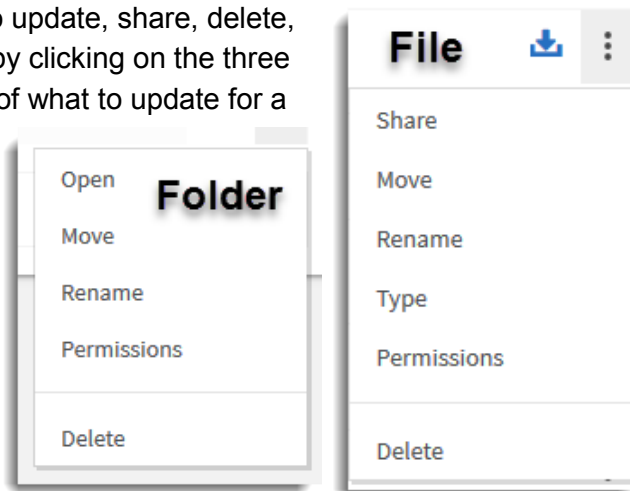 o update, share, delete,
by clicking on the three
of what to update for a
Folder
Open
Move
Rename
Permissions
Delete
File
Share
Move
Rename
Type
Permissions
Delete